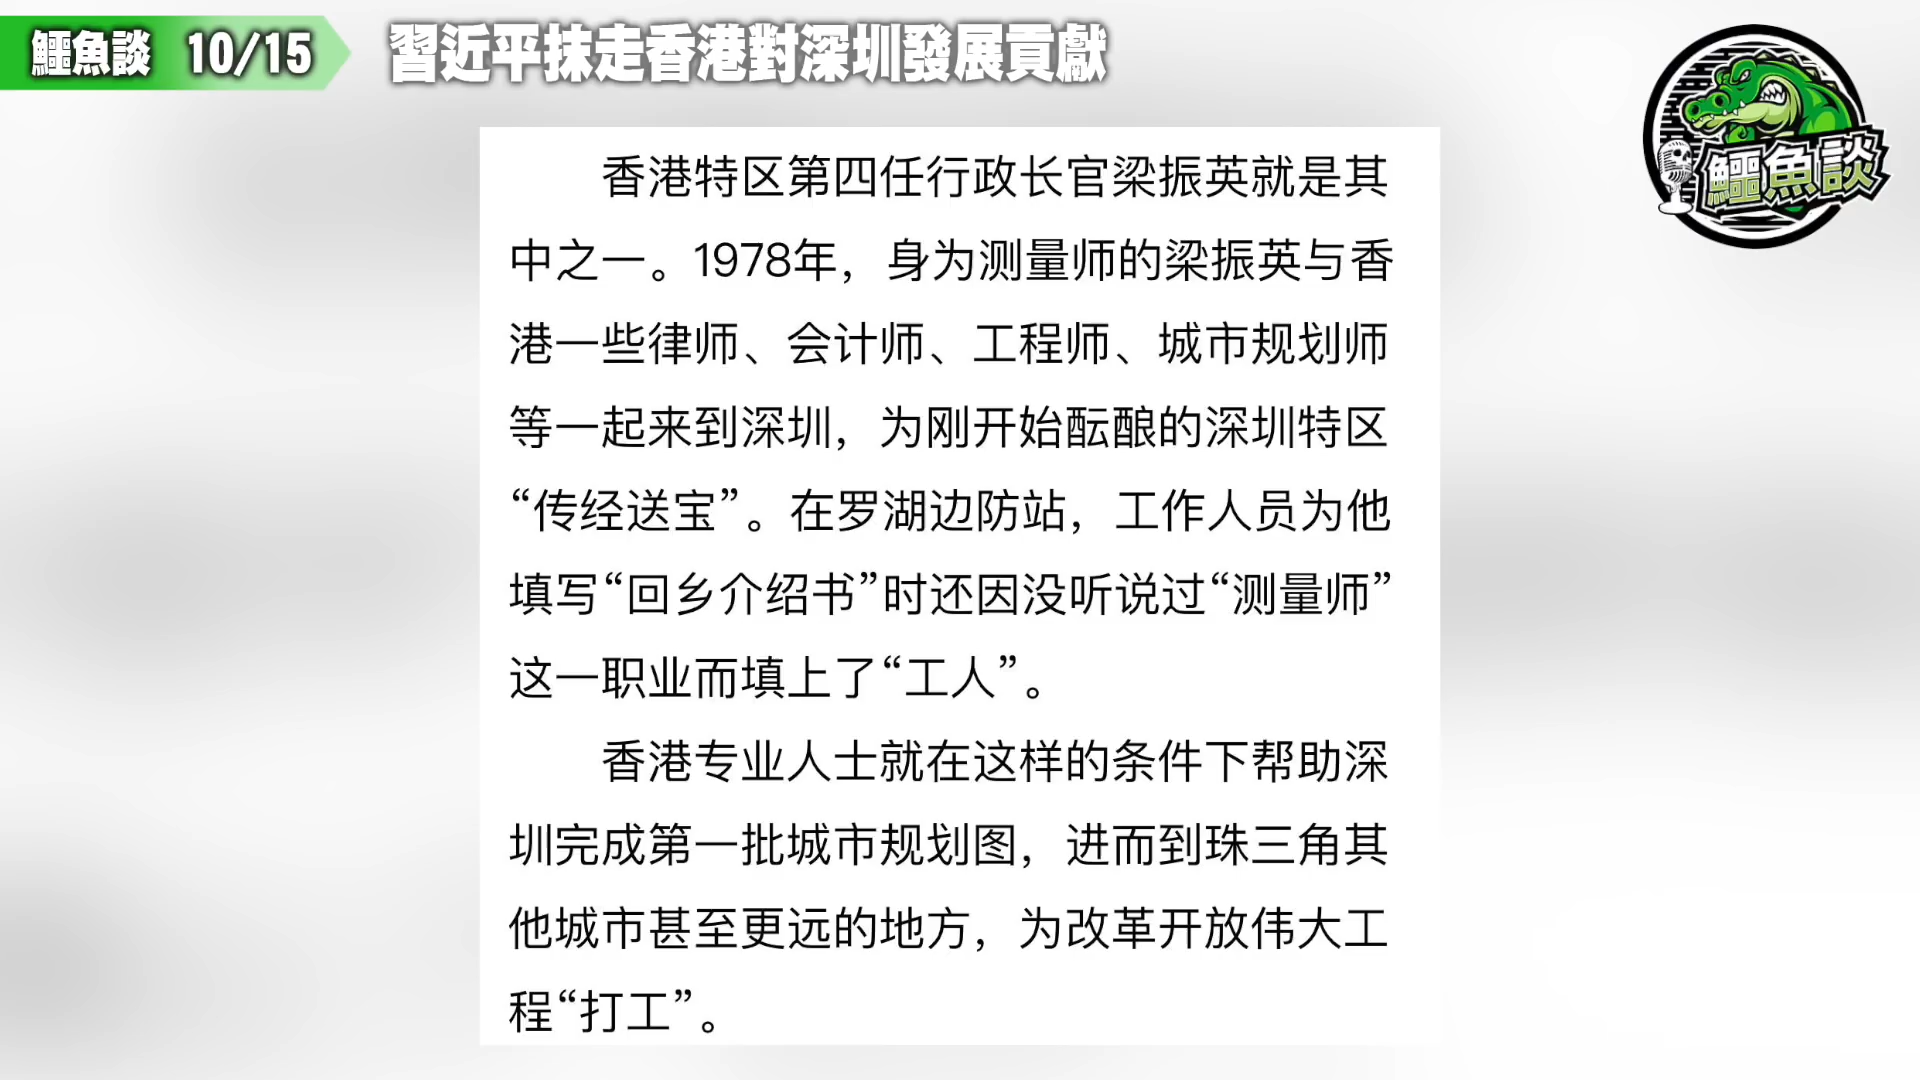 鱷魚談 10/15 習近平抹走香港對深圳發展貢獻
鱷魚談
香港特区第四任行政长官梁振英就是其
中之一。1978年，身为测量师的梁振英与香
港一些律师、会计师、工程师、城市规划师
等一起来到深圳，为刚开始酝酿的深圳特区
“传经送宝”。在罗湖边防站，工作人员为他
填写“回乡介绍书”时还因没听说过“测量师”
这一职业而填上了“工人”。
香港专业人士就在这样的条件下帮助深
圳完成第一批城市规划图，进而到珠三角其
他城市甚至更远的地方，为改革开放伟大工
程“打工”。